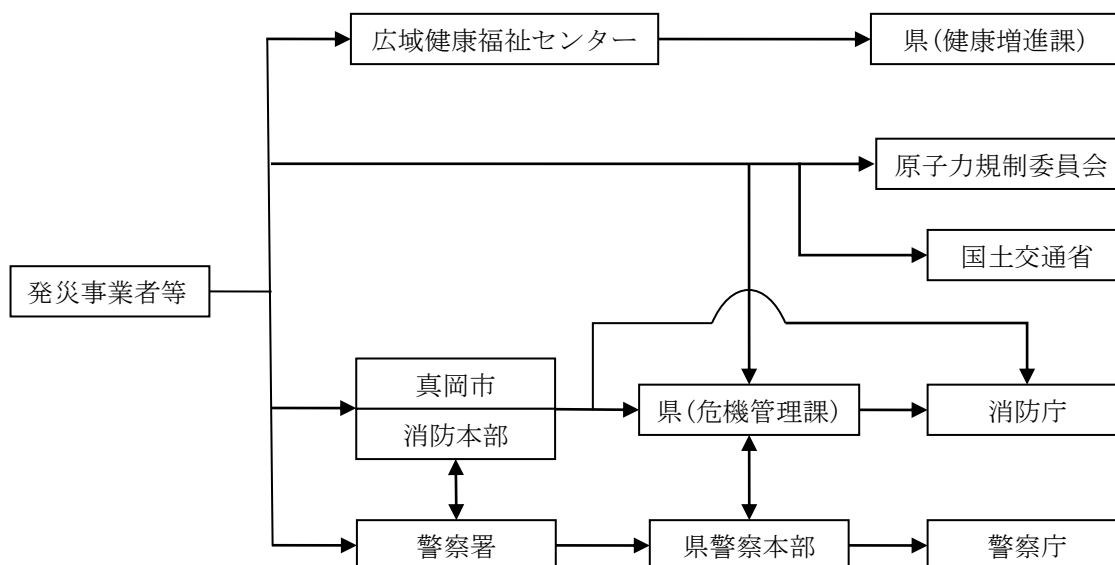 広域健康福祉センター
県(健康増進課)
原子力規制委員会
国土交通省
発災事業者等
真岡市
消防本部
県(危機管理課)
消防庁
警察署
県警察本部
警察庁